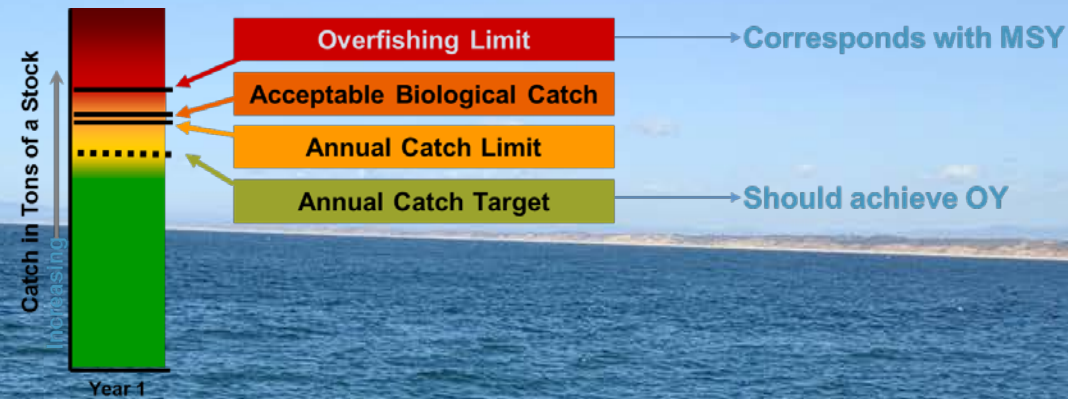 Overfishing Limit
Corresponds with MSY
Acceptable Biological Catch
Annual Catch Limit
Annual Catch Target
Should achieve OY
Catch in Tons of a Stock
Increasing
Year 1